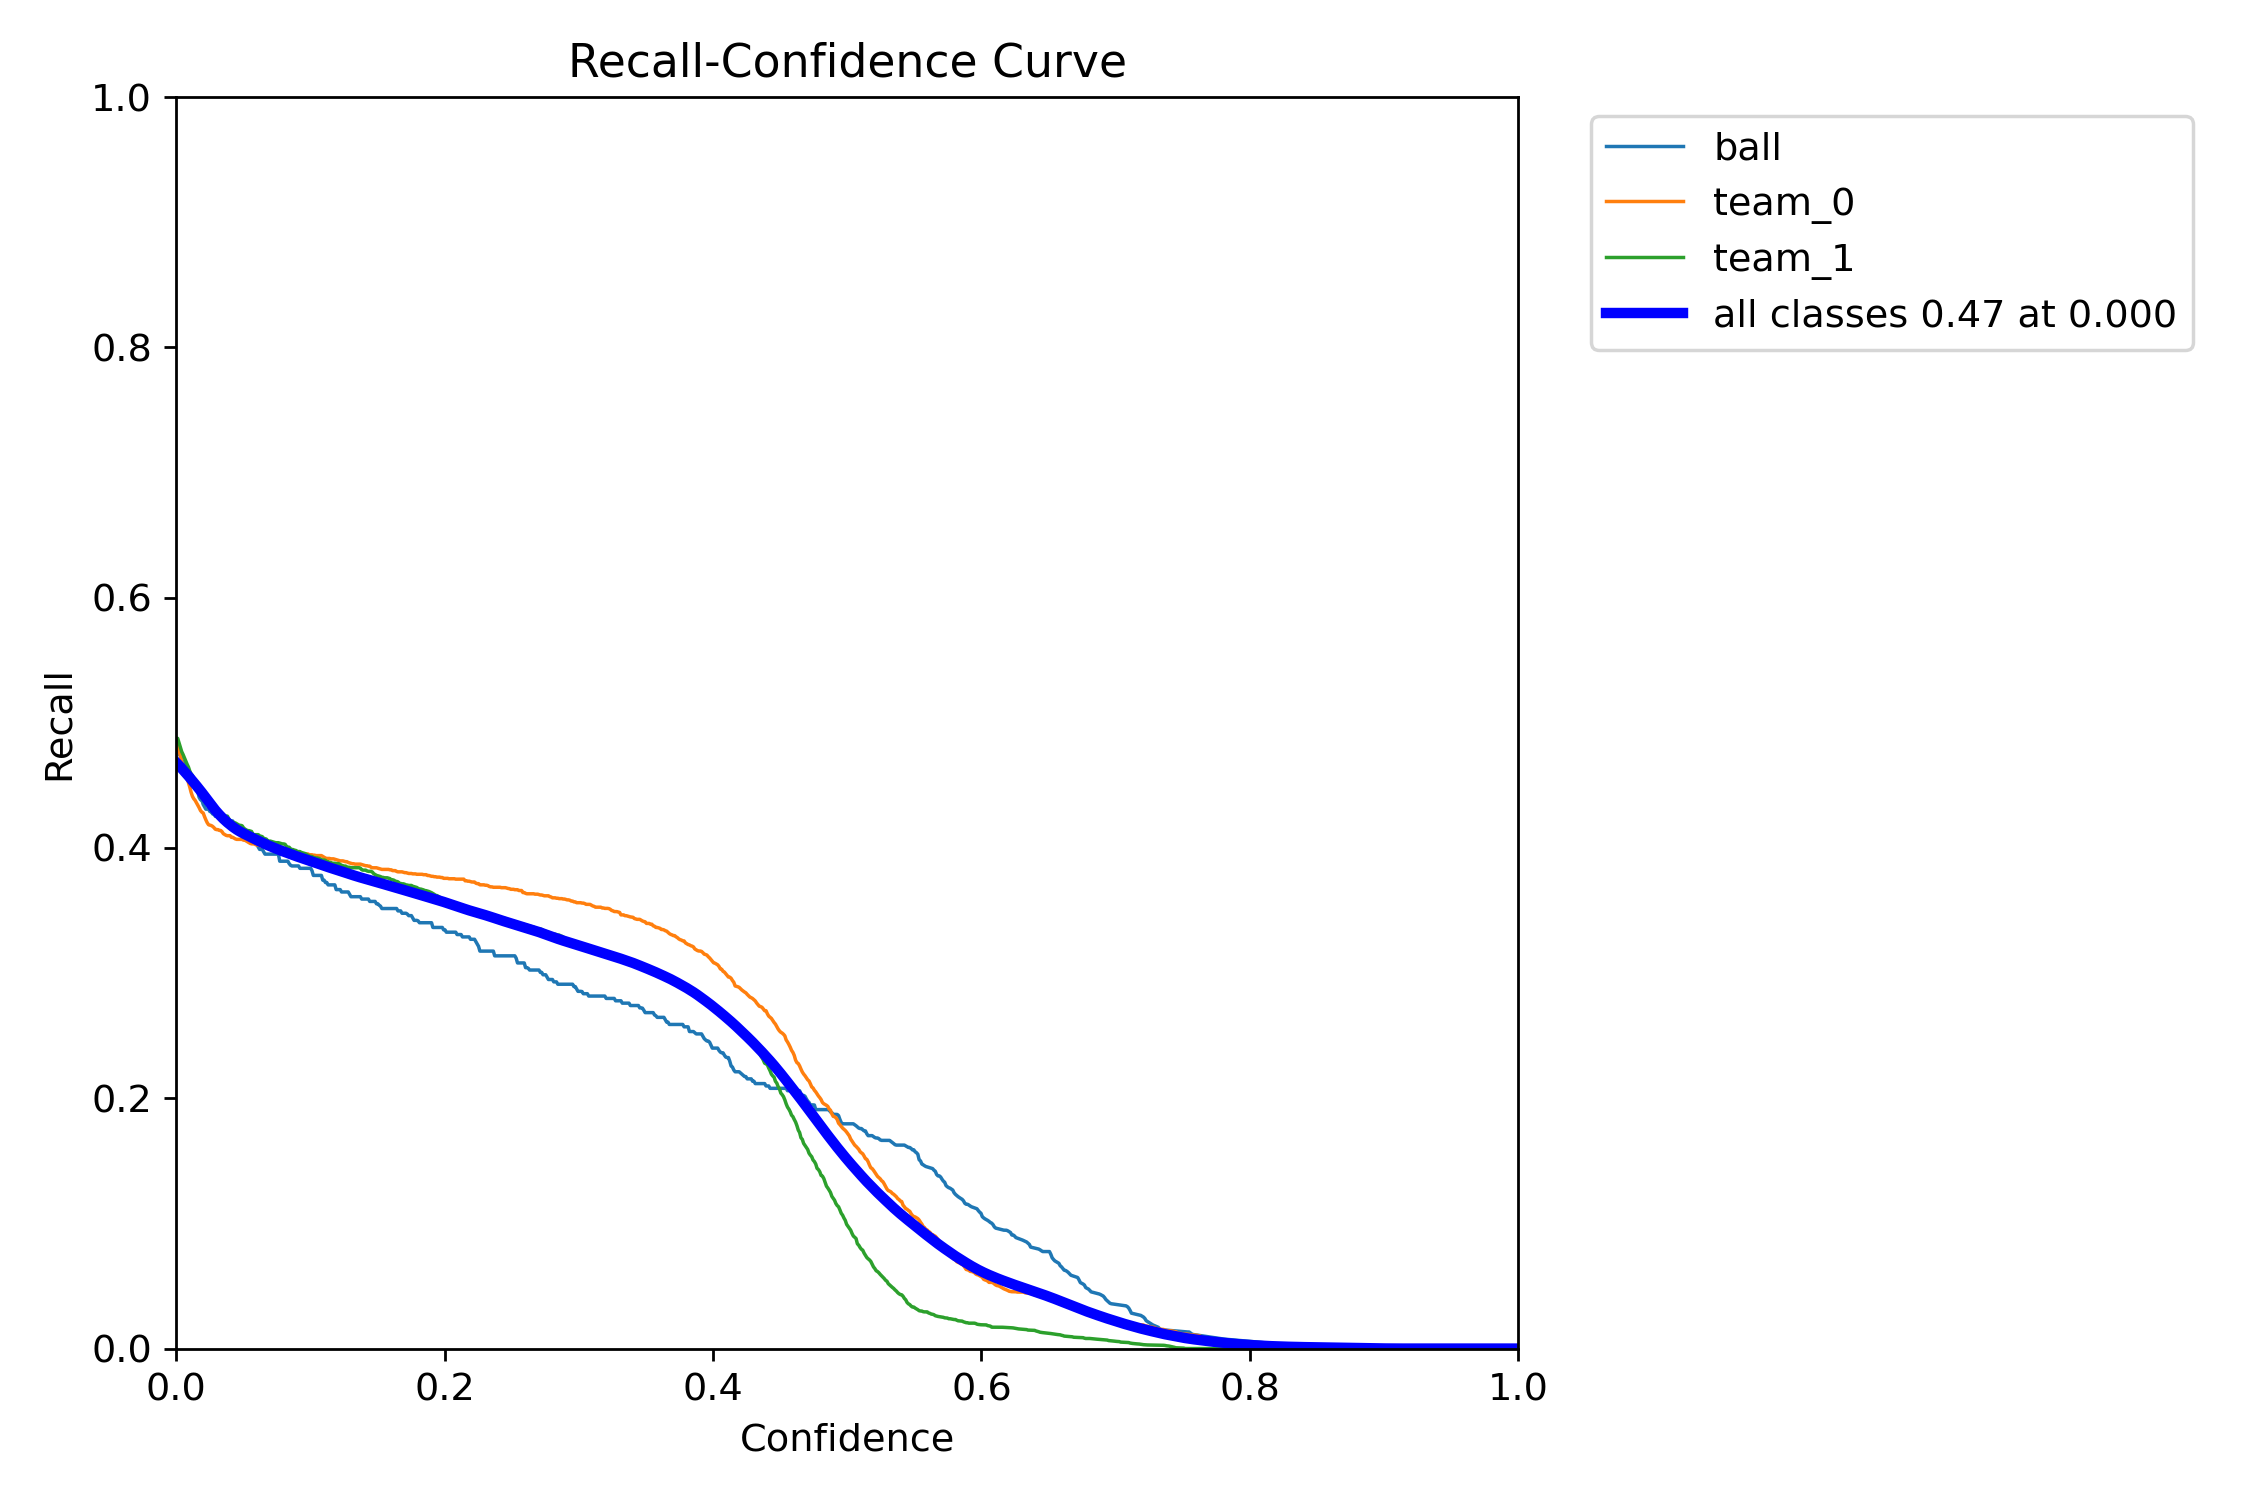 Recall-Confidence Curve
1.0
0.8
0.6
0.4
0.2
0.0
Recall
0.0 0.2 0.4 0.6 0.8 1.0
Confidence
ball
team_0
team_1
all classes 0.47 at 0.000